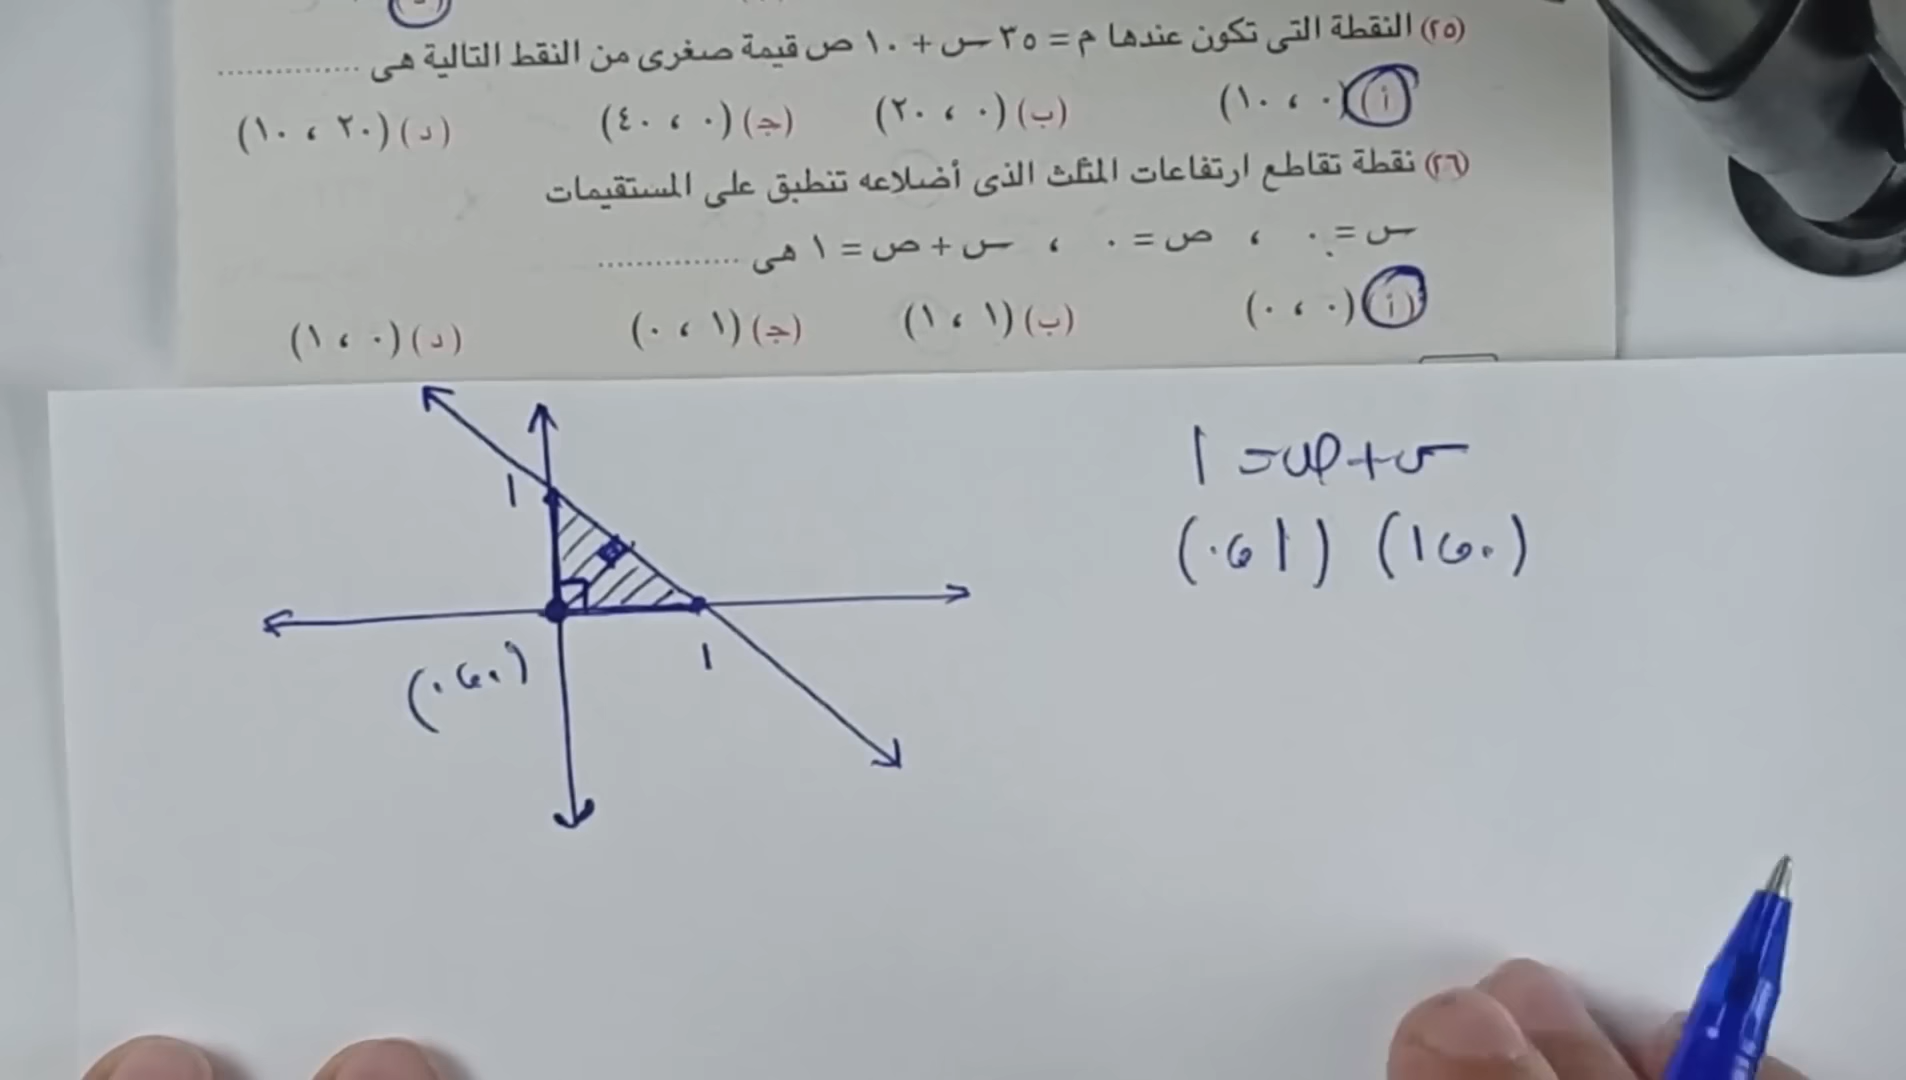 (٢٥) النقطة التى تكون عندها م = ٣٥ س + ١٠ ص قيمة صغرى من النقط التالية هى ................
(أ) (٠ ، ١٠) (ب) (٠ ، ٢٠) (جـ) (٠ ، ٤٠) (د) (٢٠ ، ١٠)
(٢٦) نقطة تقاطع ارتفاعات المثلث الذى أضلاعه تنطبق على المستقيمات
س = ٠ ، ص = ٠ ، س + ص = ١ هى ................
(أ) (٠ ، ٠) (ب) (١ ، ١) (جـ) (١ ، ٠) (د) (٠ ، ١)
س + ص = ١
(٠ ، ١) (١ ، ٠)
١
١
(٠ ، ٠)